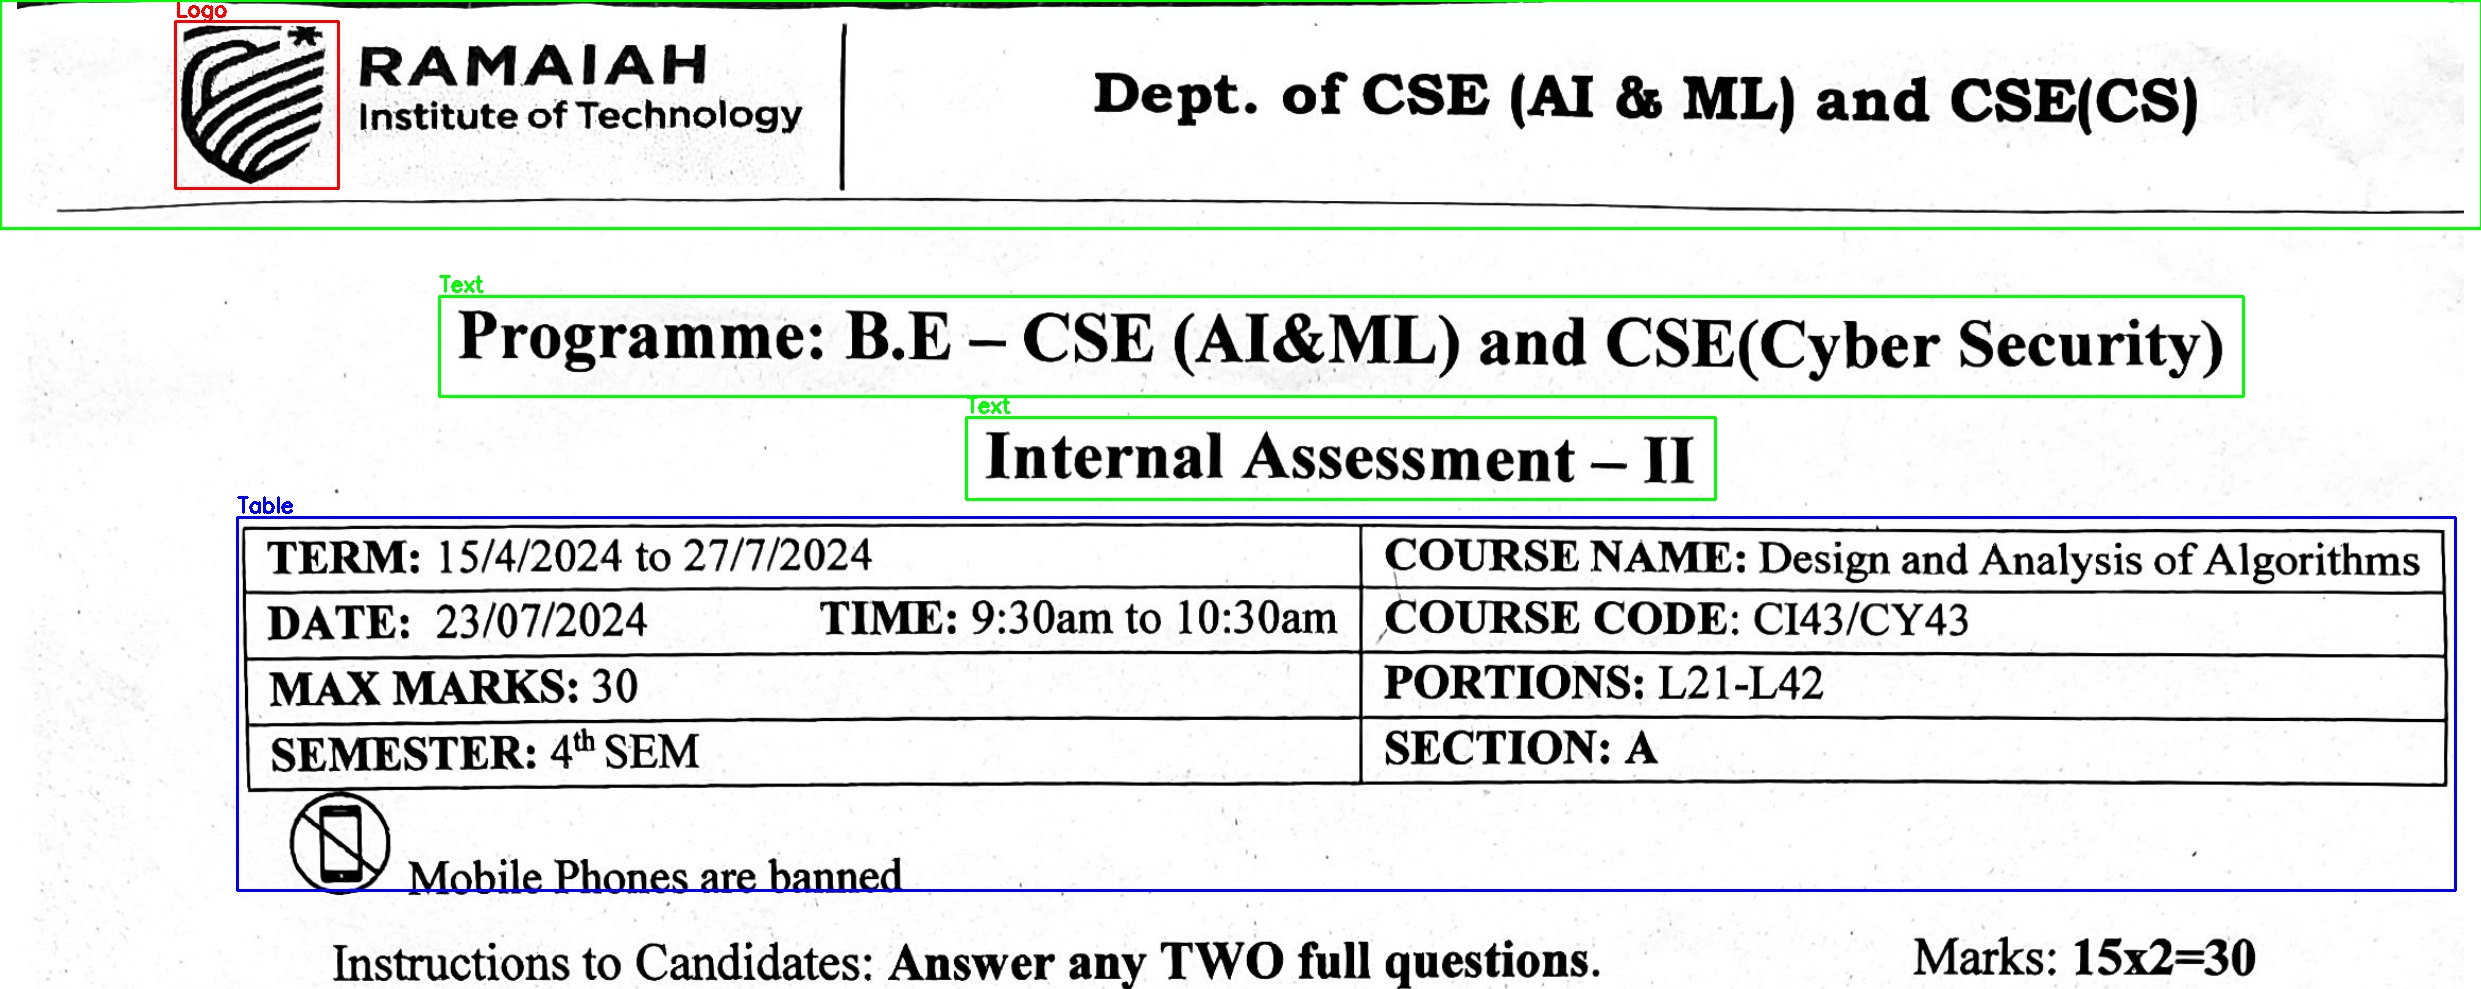 Logo
RAMAIAH
Institute of Technology
Dept. of CSE (AI & ML) and CSE(CS)
Text
Programme: B.E – CSE (AI&ML) and CSE(Cyber Security)
Text
Internal Assessment – II
Table
TERM: 15/4/2024 to 27/7/2024 COURSE NAME: Design and Analysis of Algorithms
DATE: 23/07/2024 TIME: 9:30am to 10:30am COURSE CODE: CI43/CY43
MAX MARKS: 30 PORTIONS: L21-L42
SEMESTER: 4th SEM SECTION: A
Mobile Phones are banned
Instructions to Candidates: Answer any TWO full questions. Marks: 15x2=30